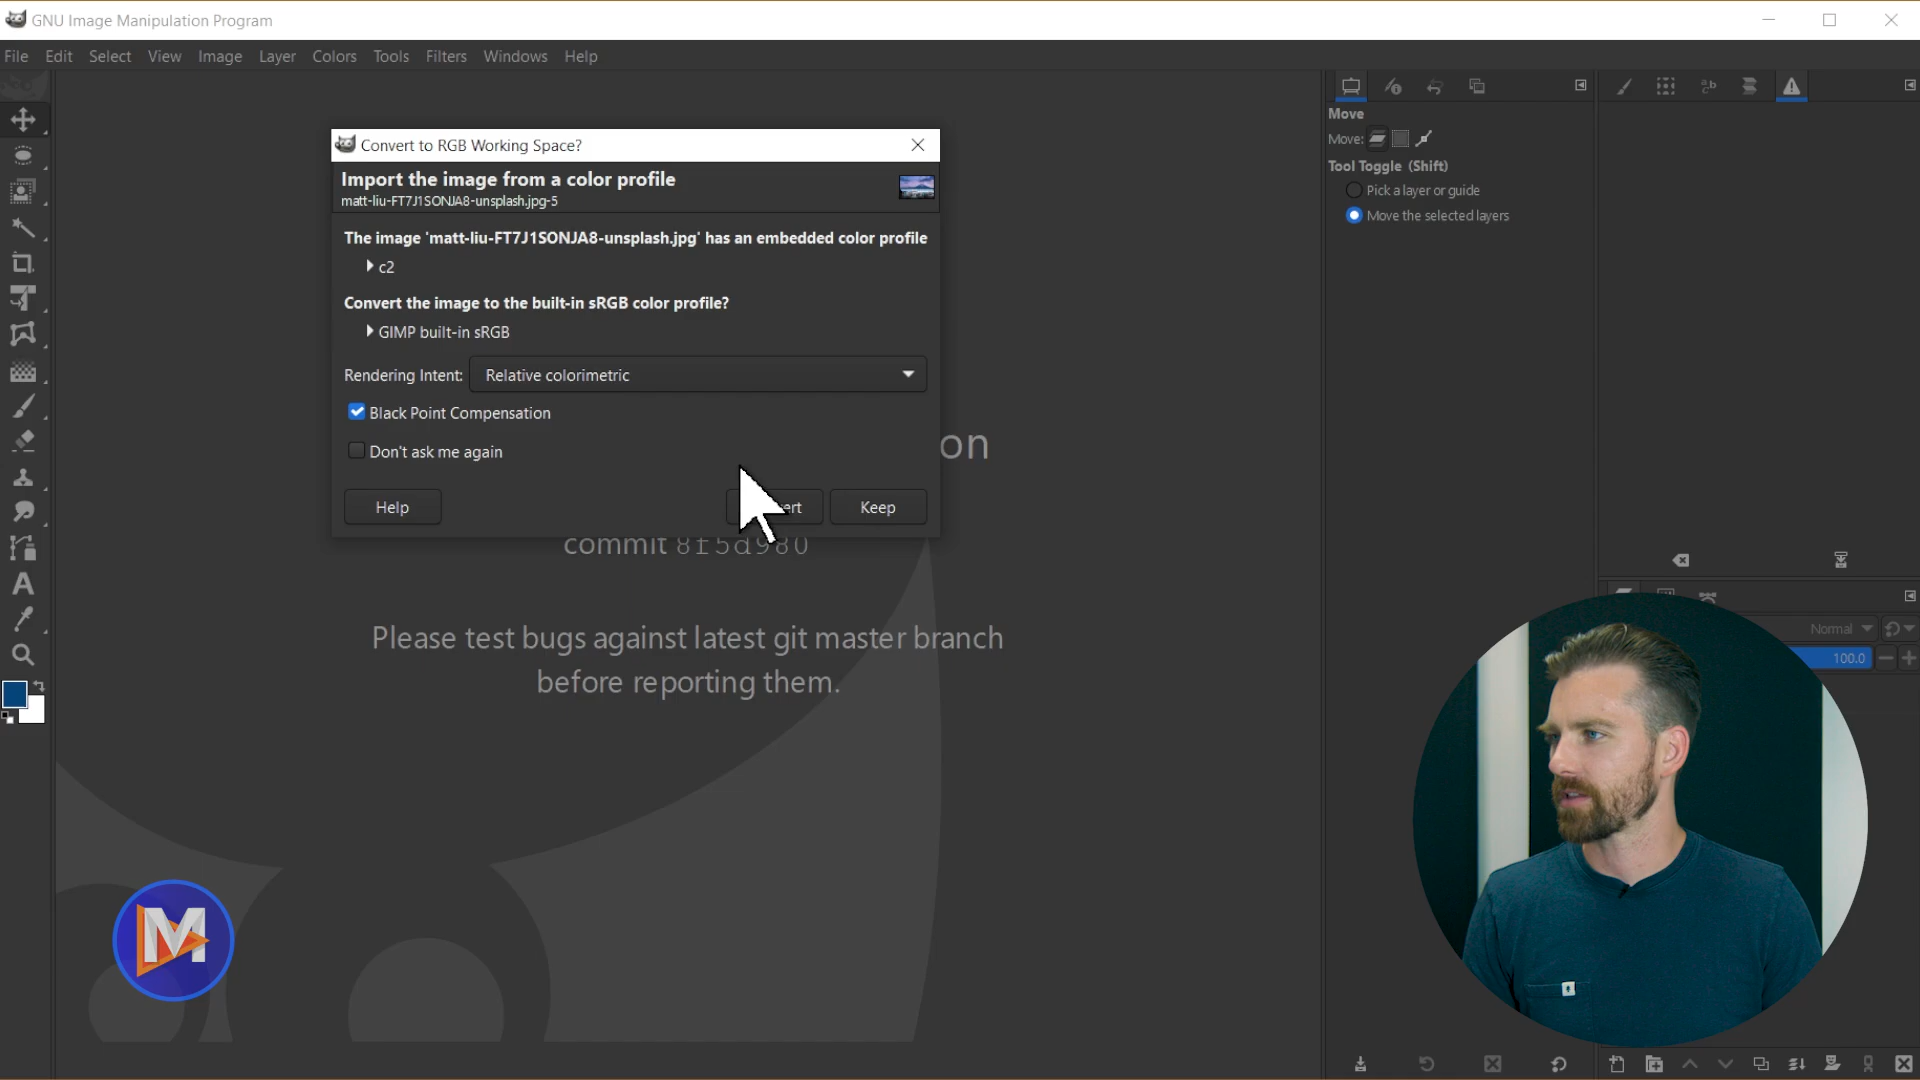 GNU Image Manipulation Program
File Edit Select View Image Layer Colors Tools Filters Windows Help
Convert to RGB Working Space?
Import the image from a color profile
matt-liu-FT7J1SONJA8-unsplash.jpg-5
The image 'matt-liu-FT7J1SONJA8-unsplash.jpg' has an embedded color profile
c2
Convert the image to the built-in sRGB color profile?
GIMP built-in sRGB
Rendering Intent: Relative colorimetric
Black Point Compensation
Don't ask me again
Help
Keep
on
commit 8f5d980
Please test bugs against latest git master branch
before reporting them.
Move
Move:
Tool Toggle (Shift)
Pick a layer or guide
Move the selected layers
Normal
100.0
M